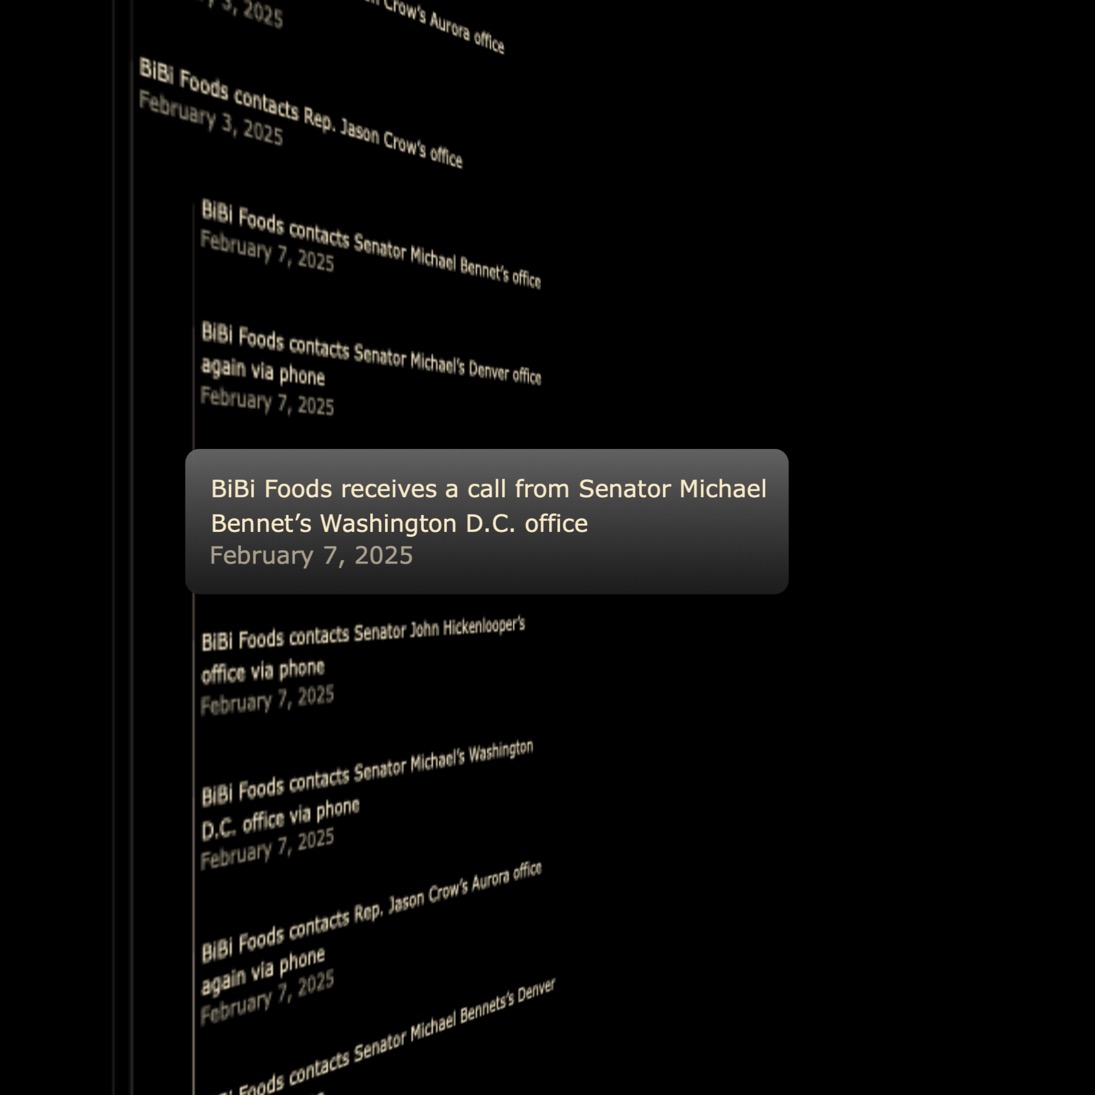 3, 2025
Crow's Aurora office
BiBi Foods contacts Rep. Jason Crow's office
February 3, 2025
BiBi Foods contacts Senator Michael Bennet's office
February 7, 2025
BiBi Foods contacts Senator Michael's Denver office
again via phone
February 7, 2025
BiBi Foods receives a call from Senator Michael
Bennet’s Washington D.C. office
February 7, 2025
BiBi Foods contacts Senator John Hickenlooper's
office via phone
February 7, 2025
BiBi Foods contacts Senator Michael's Washington
D.C. office via phone
February 7, 2025
BiBi Foods contacts Rep. Jason Crow's Aurora office
again via phone
February 7, 2025
Foods contacts Senator Michael Bennets's Denver